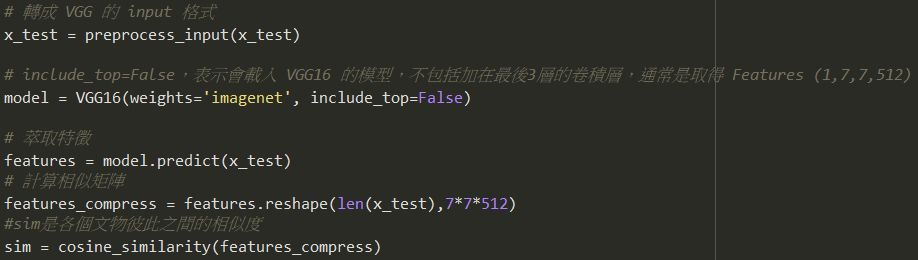 # 轉成 VGG 的 input 格式
x_test = preprocess_input(x_test)
# include_top=False，表示會載入 VGG16 的模型，不包括加在最後3層的卷積層，通常是取得 Features (1,7,7,512)
model = VGG16(weights='imagenet', include_top=False)
# 萃取特徵
features = model.predict(x_test)
# 計算相似矩陣
features_compress = features.reshape(len(x_test),7*7*512)
#sim是各個文物彼此之間的相似度
sim = cosine_similarity(features_compress)